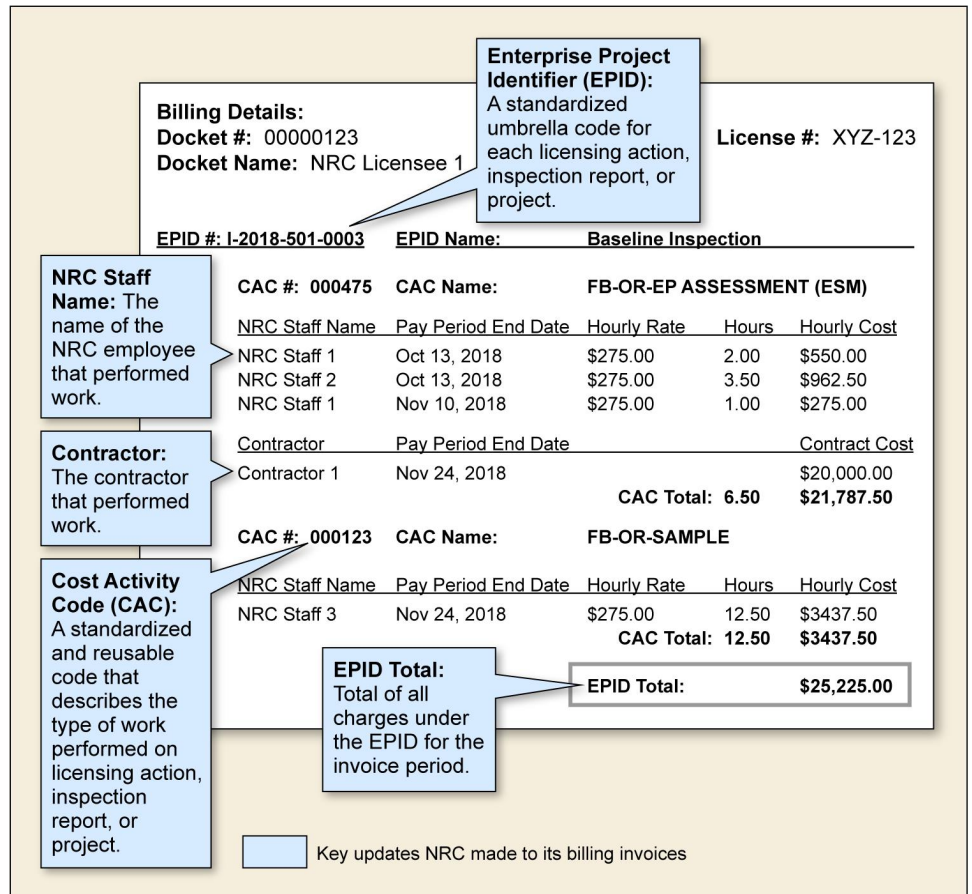 Enterprise Project
Identifier (EPID):
A standardized
umbrella code for
each licensing action,
inspection report, or
project.
Billing Details:
Docket #: 00000123
License #: XYZ-123
Docket Name: NRC Licensee 1
EPID #: I-2018-501-0003 EPID Name: Baseline Inspection
NRC Staff
Name: The
name of the
NRC employee
that performed
work.
CAC #: 000475 CAC Name: FB-OR-EP ASSESSMENT (ESM)
NRC Staff Name Pay Period End Date Hourly Rate Hours Hourly Cost
NRC Staff 1 Oct 13, 2018 $275.00 2.00 $550.00
NRC Staff 2 Oct 13, 2018 $275.00 3.50 $962.50
NRC Staff 1 Nov 10, 2018 $275.00 1.00 $275.00
Contractor:
The contractor
that performed
work.
Contractor Pay Period End Date Contract Cost
Contractor 1 Nov 24, 2018 $20,000.00
CAC Total: 6.50 $21,787.50
CAC #: 000123 CAC Name: FB-OR-SAMPLE
Cost Activity
Code (CAC):
A standardized
and reusable
code that
describes the
type of work
performed on
licensing action,
inspection
report, or
project.
NRC Staff Name Pay Period End Date Hourly Rate Hours Hourly Cost
NRC Staff 3 Nov 24, 2018 $275.00 12.50 $3437.50
CAC Total: 12.50 $3437.50
EPID Total:
Total of all
charges under
the EPID for the
invoice period.
EPID Total: $25,225.00
Key updates NRC made to its billing invoices